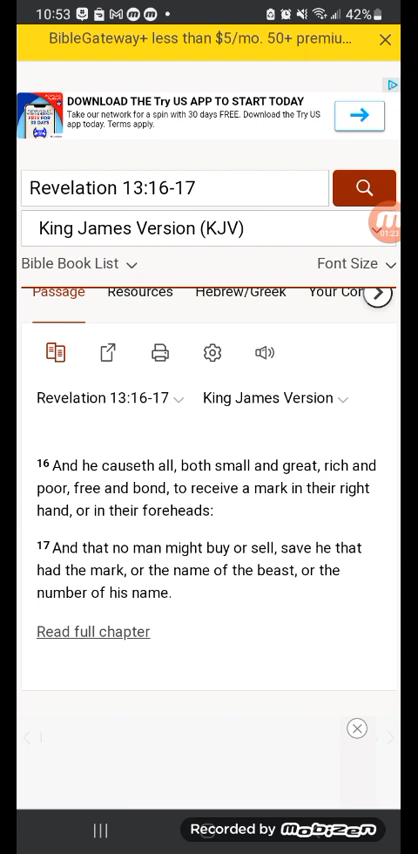 10:53 42%
BibleGateway+ less than $5/mo. 50+ premiu...
DOWNLOAD THE Try US APP TO START TODAY
Take our network for a spin with 30 days FREE. Download the Try US
app today. Terms apply.
Revelation 13:16-17
King James Version (KJV)
01:23
Bible Book List Font Size
Passage Resources Hebrew/Greek Your Con
Revelation 13:16-17 King James Version
16 And he causeth all, both small and great, rich and
poor, free and bond, to receive a mark in their right
hand, or in their foreheads:
17 And that no man might buy or sell, save he that
had the mark, or the name of the beast, or the
number of his name.
Read full chapter
Recorded by mobizen